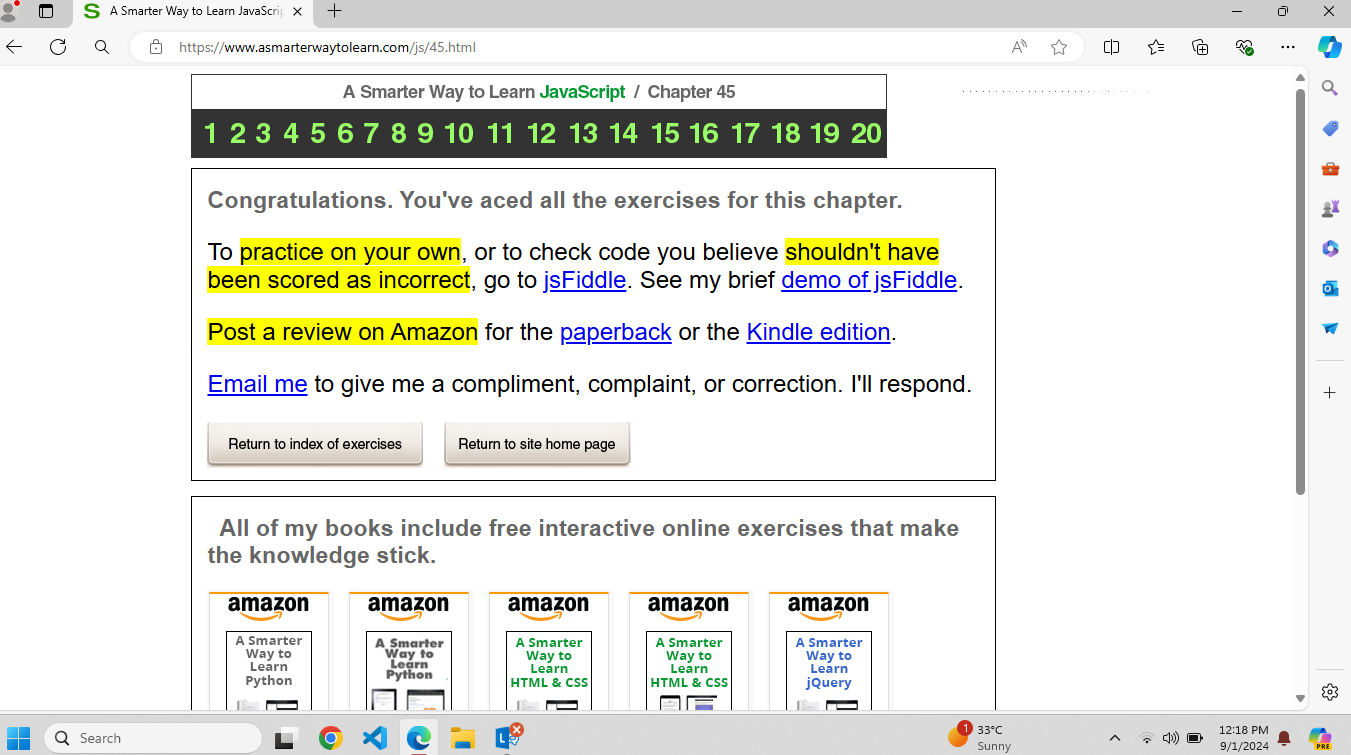 A Smarter Way to Learn JavaScrip
https://www.asmarterwaytolearn.com/js/45.html
A Smarter Way to Learn JavaScript / Chapter 45
1 2 3 4 5 6 7 8 9 10 11 12 13 14 15 16 17 18 19 20
Congratulations. You've aced all the exercises for this chapter.
To practice on your own, or to check code you believe shouldn't have
been scored as incorrect, go to jsFiddle. See my brief demo of jsFiddle.
Post a review on Amazon for the paperback or the Kindle edition.
Email me to give me a compliment, complaint, or correction. I'll respond.
Return to index of exercises Return to site home page
All of my books include free interactive online exercises that make
the knowledge stick.
amazon amazon amazon amazon amazon
A Smarter
Way to
Learn
Python
A Smarter
Way to
Learn
Python
A Smarter
Way to
Learn
HTML & CSS
A Smarter
Way to
Learn
HTML & CSS
A Smarter
Way to
Learn
jQuery
Search
1
33°C
Sunny
12:18 PM
9/1/2024
PRE